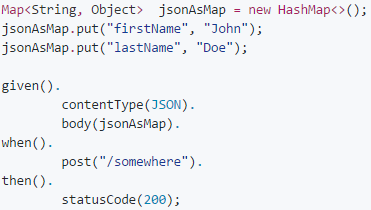 Map<String, Object>  jsonAsMap = new HashMap<>();
jsonAsMap.put("firstName", "John");
jsonAsMap.put("lastName", "Doe");

given().
        contentType(JSON).
        body(jsonAsMap).
when().
        post("/somewhere").
then().
        statusCode(200);